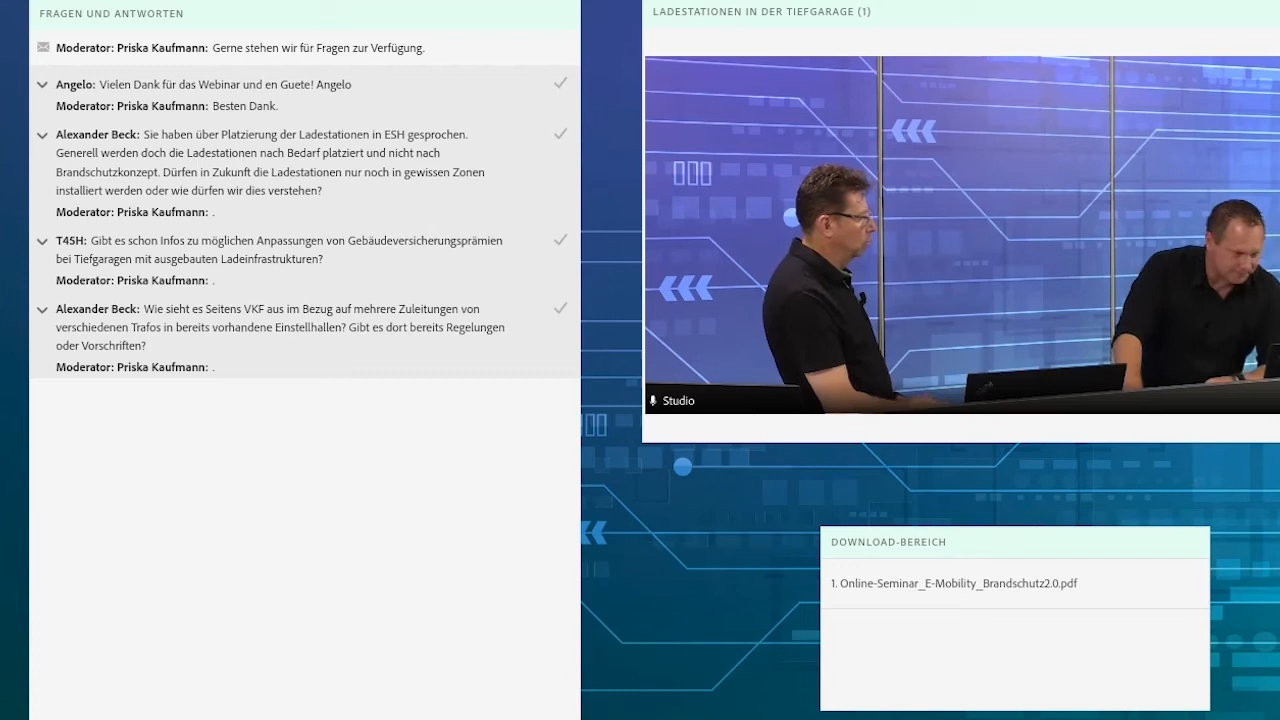 FRAGEN UND ANTWORTEN
Moderator: Priska Kaufmann: Gerne stehen wir für Fragen zur Verfügung.
Angelo: Vielen Dank für das Webinar und en Guete! Angelo
Moderator: Priska Kaufmann: Besten Dank.
Alexander Beck: Sie haben über Platzierung der Ladestationen in ESH gesprochen.
Generell werden doch die Ladestationen nach Bedarf platziert und nicht nach
Brandschutzkonzept. Dürfen in Zukunft die Ladestationen nur noch in gewissen Zonen
installiert werden oder wie dürfen wir dies verstehen?
Moderator: Priska Kaufmann: .
T45H: Gibt es schon Infos zu möglichen Anpassungen von Gebäudeversicherungsprämien
bei Tiefgaragen mit ausgebauten Ladeinfrastrukturen?
Moderator: Priska Kaufmann: .
Alexander Beck: Wie sieht es Seitens VKF aus im Bezug auf mehrere Zuleitungen von
verschiedenen Trafos in bereits vorhandene Einstellhallen? Gibt es dort bereits Regelungen
oder Vorschriften?
Moderator: Priska Kaufmann: .
LADESTATIONEN IN DER TIEFGARAGE (1)
Studio
DOWNLOAD-BEREICH
1. Online-Seminar_E-Mobility_Brandschutz2.0.pdf